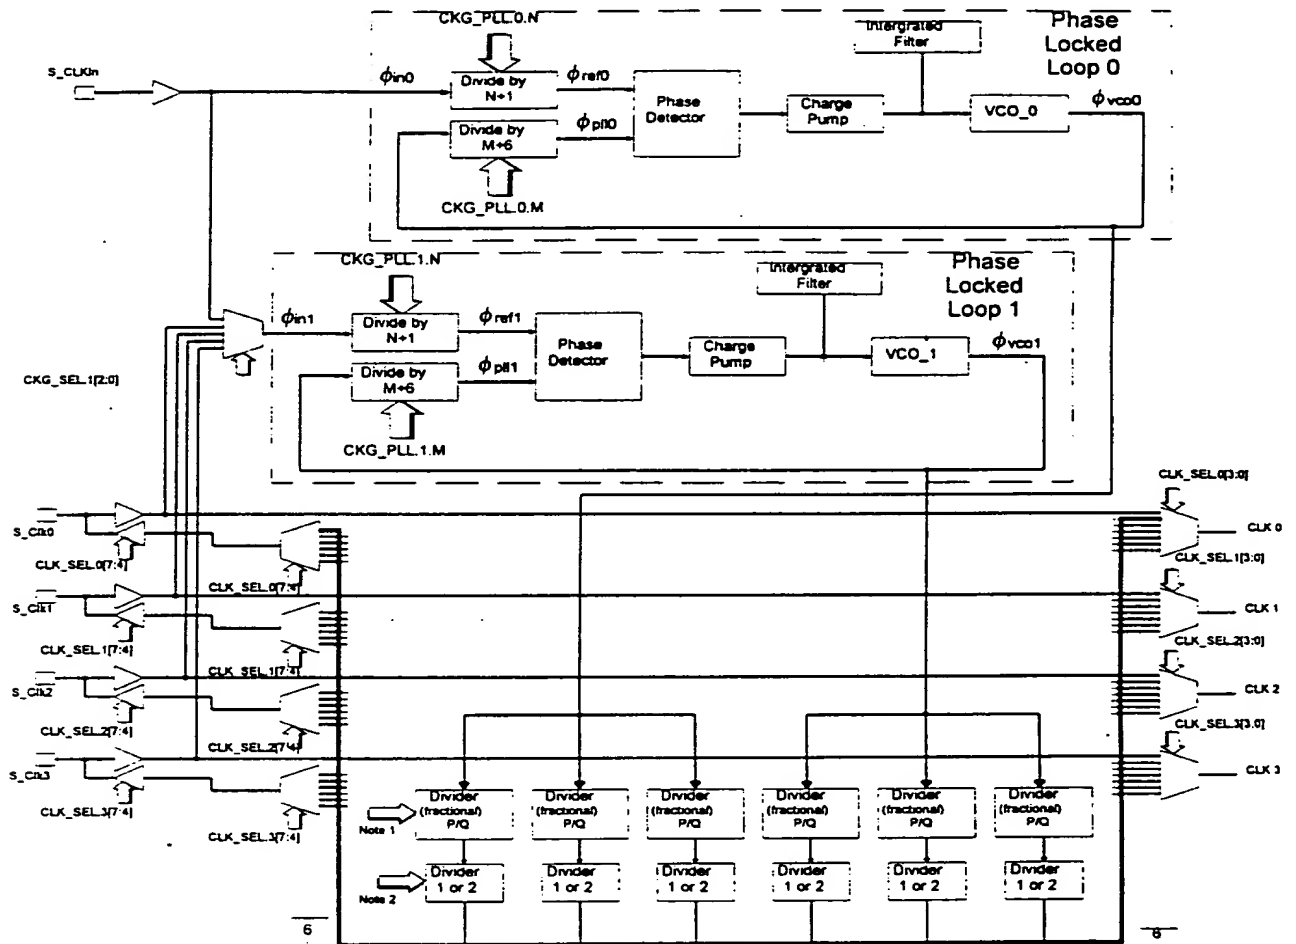 CKG_PLL.0.N
Intergrated
Filter
Phase
Locked
Loop 0
S_CLKIn
ϕin0
Divide by
N+1
ϕref0
Phase
Detector
Charge
Pump
VCO_0
ϕvco0
Divide by
M+6
ϕpll0
CKG_PLL.0.M
CKG_PLL.1.N
Intergrated
Filter
Phase
Locked
Loop 1
ϕin1
Divide by
N+1
ϕref1
Phase
Detector
Charge
Pump
VCO_1
ϕvco1
Divide by
M+6
ϕpll1
CKG_SEL.1[2:0]
CKG_PLL.1.M
CLK_SEL.0[3:0]
S_Clk0
CLK 0
CLK_SEL.0[7:4]
CLK_SEL.0[7:4]
CLK_SEL.1[3:0]
S_Clk1
CLK 1
CLK_SEL.1[7:4]
CLK_SEL.1[7:4]
CLK_SEL.2[3:0]
S_Clk2
CLK 2
CLK_SEL.2[7:4]
CLK_SEL.2[7:4]
CLK_SEL.3[3:0]
S_Clk3
CLK 3
CLK_SEL.3[7:4]
CLK_SEL.3[7:4]
Note 1
Divider
(fractional)
P/Q
Divider
(fractional)
P/Q
Divider
(fractional)
P/Q
Divider
(fractional)
P/Q
Divider
(fractional)
P/Q
Divider
(fractional)
P/Q
Note 2
Divider
1 or 2
Divider
1 or 2
Divider
1 or 2
Divider
1 or 2
Divider
1 or 2
Divider
1 or 2
6
6